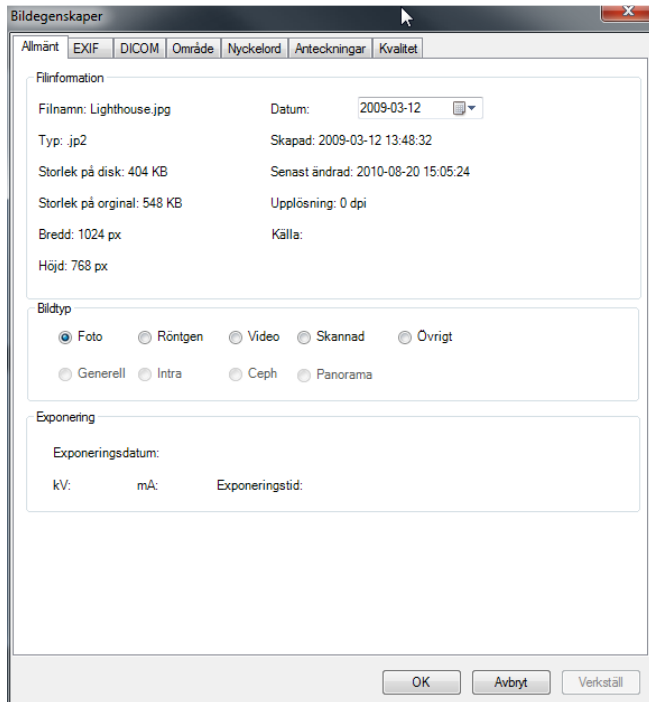 Bildegenskaper
Allmänt EXIF DICOM Område Nyckelord Anteckningar Kvalitet
Filinformation
Filnamn: Lighthouse.jpg Datum: 2009-03-12
Typ: .jp2 Skapad: 2009-03-12 13:48:32
Storlek på disk: 404 KB Senast ändrad: 2010-08-20 15:05:24
Storlek på orginal: 548 KB Upplösning: 0 dpi
Bredd: 1024 px Källa:
Höjd: 768 px
Bildtyp
Foto Röntgen Video Skannad Övrigt
Generell Intra Ceph Panorama
Exponering
Exponeringsdatum:
kV: mA: Exponeringstid:
OK Avbryt Verkställ